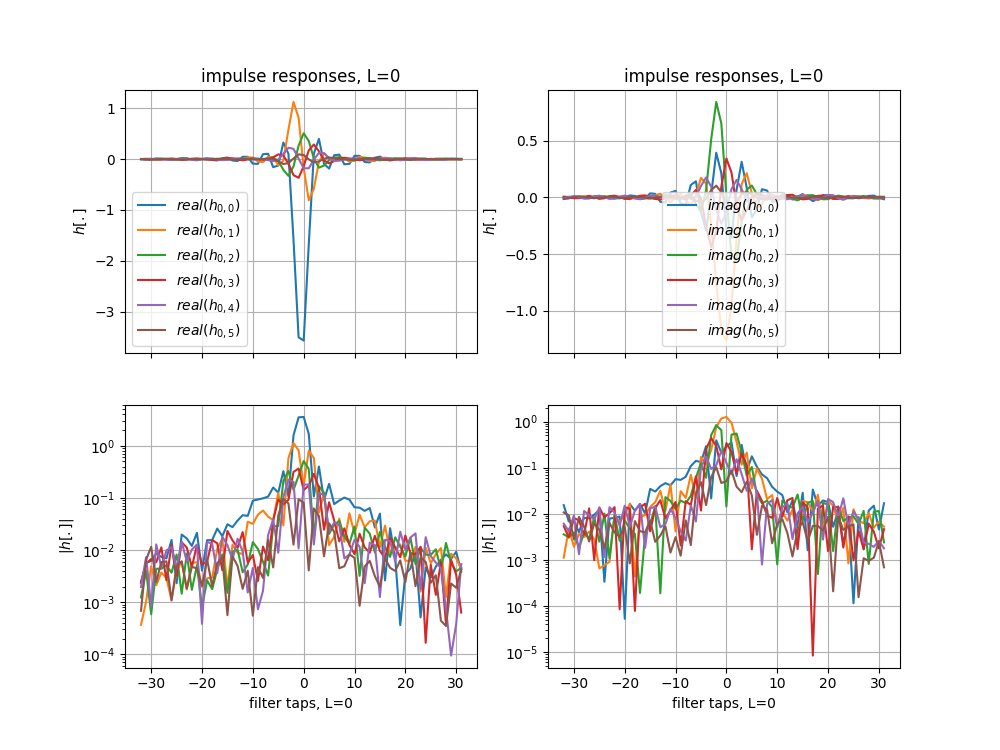 impulse responses, L=0
h[.]
1
0
−1
−2
−3
real(h0,0)
real(h0,1)
real(h0,2)
real(h0,3)
real(h0,4)
real(h0,5)
impulse responses, L=0
h[.]
0.5
0.0
−0.5
−1.0
imag(h0,0)
imag(h0,1)
imag(h0,2)
imag(h0,3)
imag(h0,4)
imag(h0,5)
|h[.]|
10^0
10^−1
10^−2
10^−3
10^−4
−30 −20 −10 0 10 20 30
filter taps, L=0
|h[.]|
10^0
10^−1
10^−2
10^−3
10^−4
10^−5
−30 −20 −10 0 10 20 30
filter taps, L=0